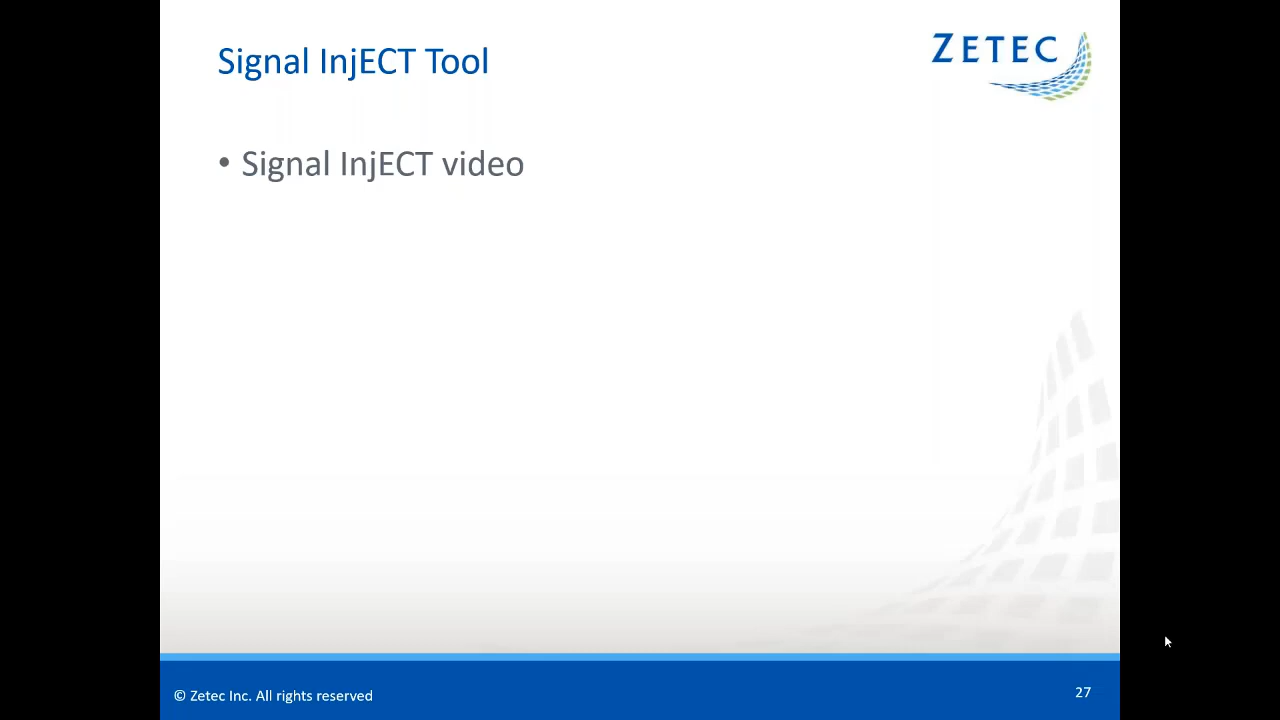 Signal InjECT Tool
ZETEC
• Signal InjECT video
© Zetec Inc. All rights reserved
27